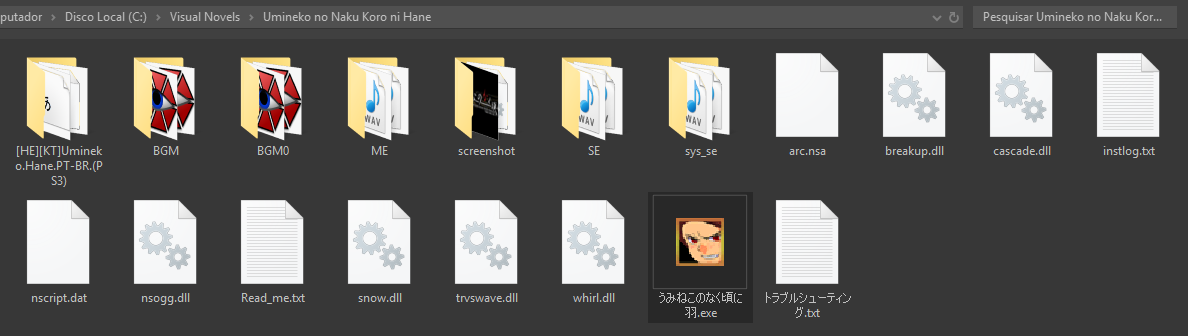 putador > Disco Local (C:) > Visual Novels > Umineko no Naku Koro ni Hane
Pesquisar Umineko no Naku Kor...
[HE][KT]Uminek
o.Hane.PT-BR.(P
S3)
BGM
BGM0
ME
screenshot
SE
sys_se
arc.nsa
breakup.dll
cascade.dll
instlog.txt
nscript.dat
nsogg.dll
Read_me.txt
snow.dll
trvswave.dll
whirl.dll
うみねこのなく頃に
羽.exe
トラブルシューティン
グ.txt